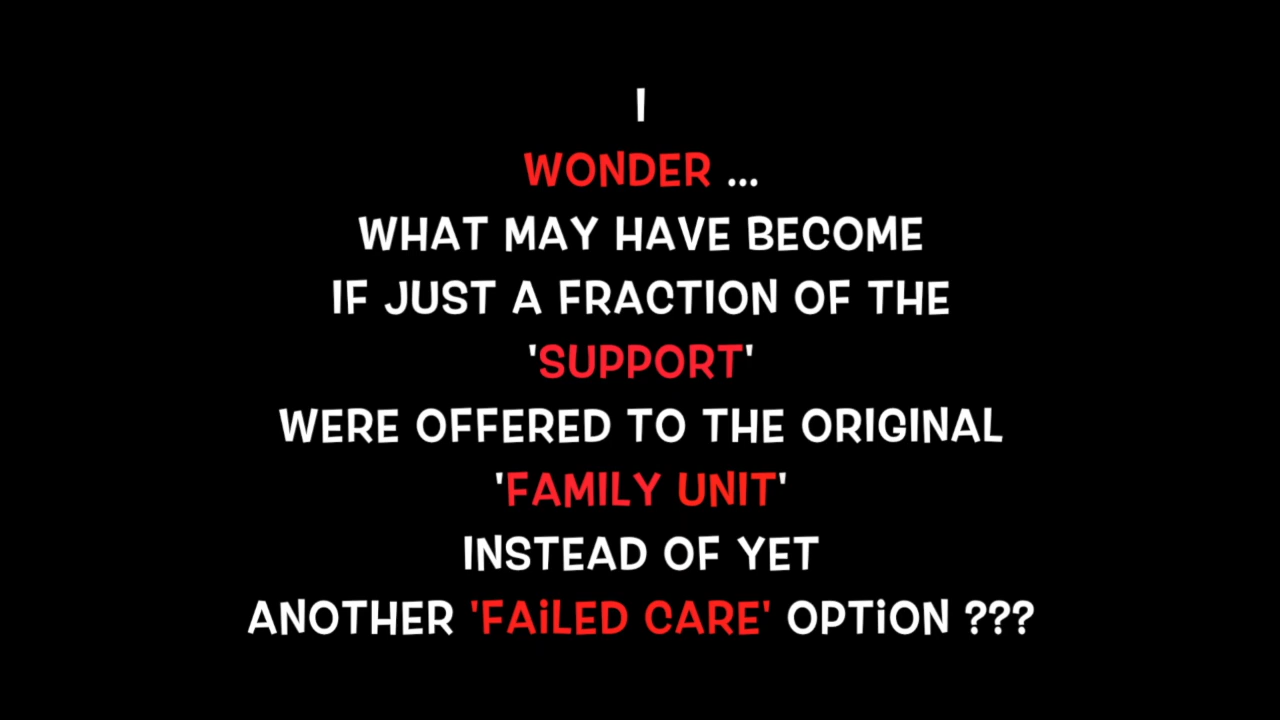 I
WONDER ...
WHAT MAY HAVE BECOME
IF JUST A FRACTION OF THE
'SUPPORT'
WERE OFFERED TO THE ORIGINAL
'FAMILY UNIT'
INSTEAD OF YET
ANOTHER 'FAiLED CARE' OPTiON ???